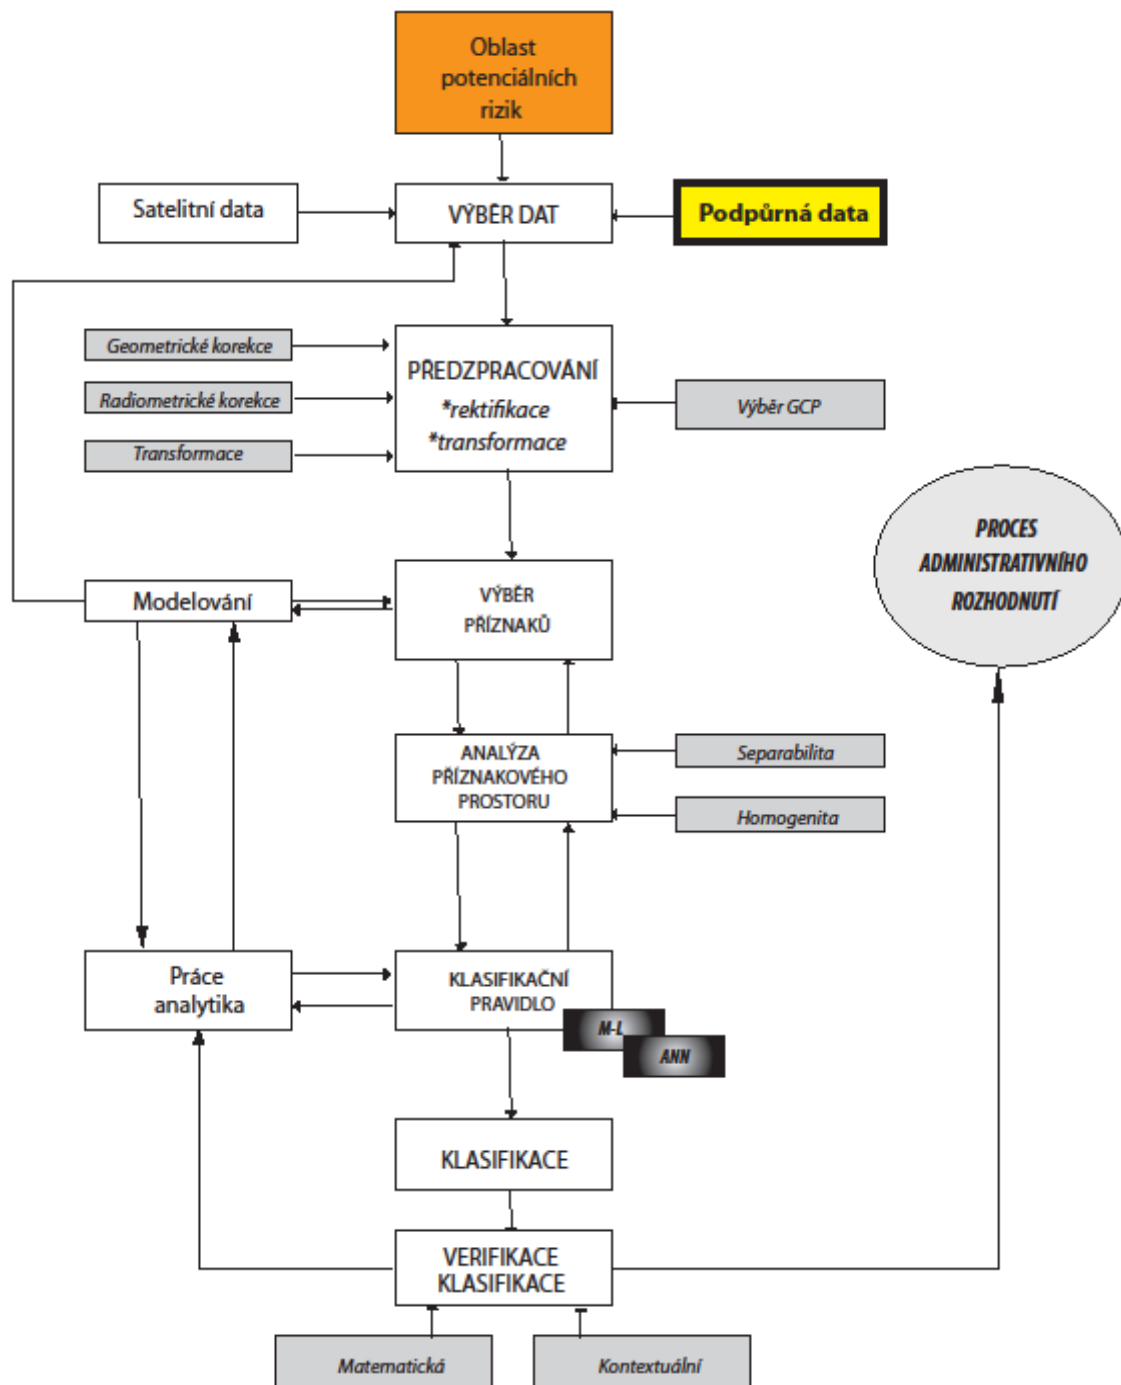 Oblast
potenciálních
rizik
Satelitní data
VÝBĚR DAT
Podpůrná data
Geometrické korekce
Radiometrické korekce
Transformace
PŘEDZPRACOVÁNÍ
*rektifikace
*transformace
Výběr GCP
PROCES
ADMINISTRATIVNÍHO
ROZHODNUTÍ
Modelování
VÝBĚR
PŘÍZNAKŮ
ANALÝZA
PŘÍZNAKOVÉHO
PROSTORU
Separabilita
Homogenita
Práce
analytika
KLASIFIKAČNÍ
PRAVIDLO
M-L
ANN
KLASIFIKACE
VERIFIKACE
KLASIFIKACE
Matematická
Kontextuální